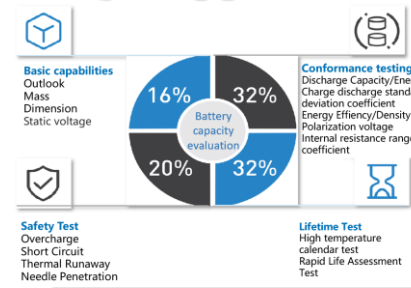 Basic capabilities
Outlook
Mass
Dimension
Static voltage
16%
32%
Battery
capacity
evaluation
20%
32%
Conformance testing
Discharge Capacity/Ene
Charge discharge stand
deviation coefficient
Energy Effiency/Density
Polarization voltage
Internal resistance range
coefficient
Safety Test
Overcharge
Short Circuit
Thermal Runaway
Needle Penetration
Lifetime Test
High temperature
calendar test
Rapid Life Assessment
Test